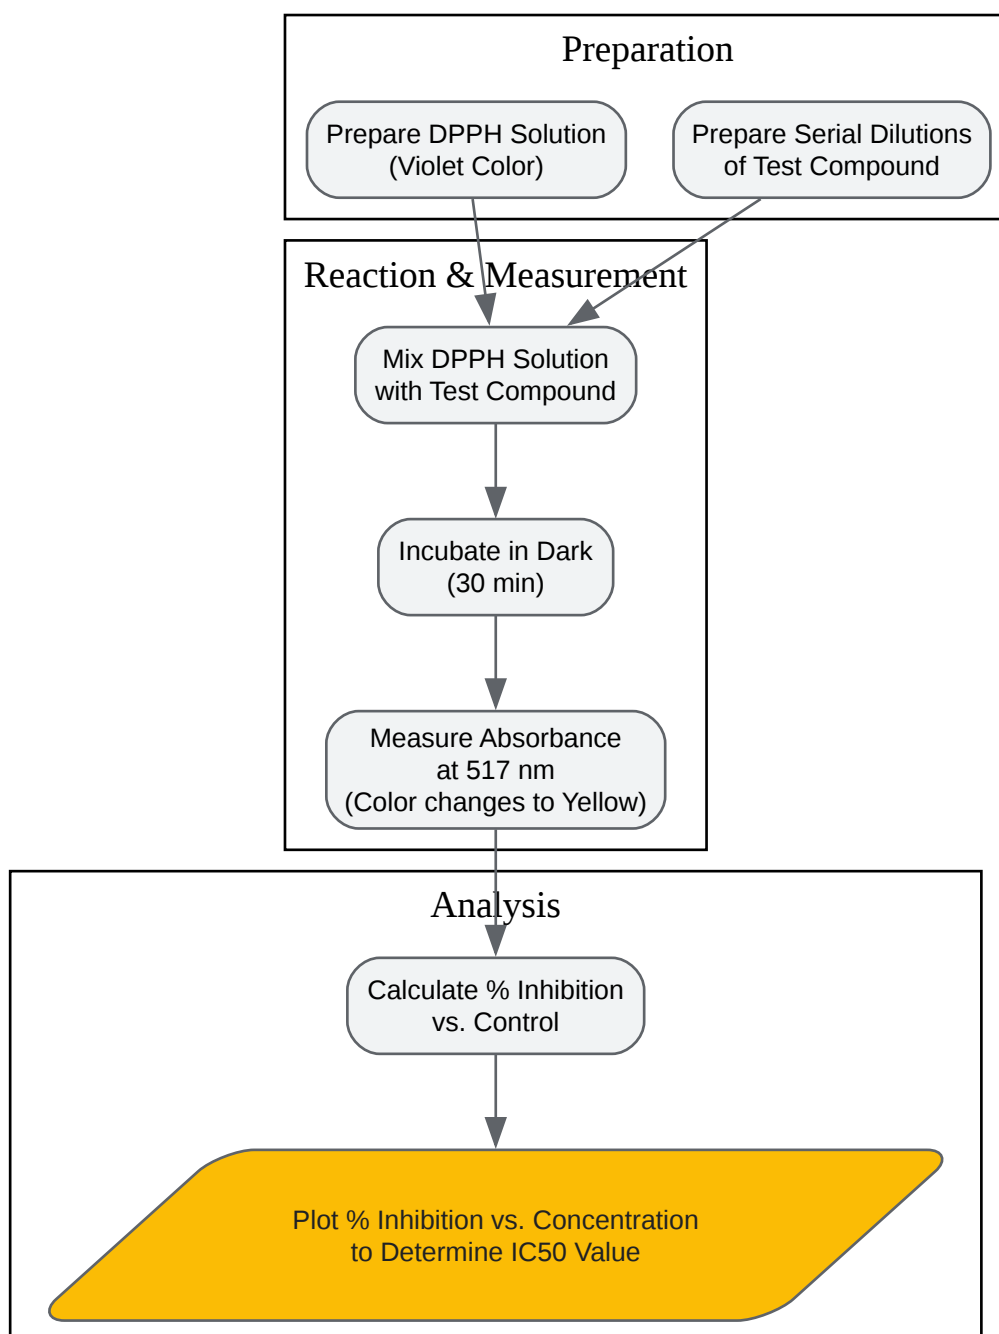 Preparation
Prepare DPPH Solution
(Violet Color)
Prepare Serial Dilutions
of Test Compound
Reaction & Measurement
Mix DPPH Solution
with Test Compound
Incubate in Dark
(30 min)
Measure Absorbance
at 517 nm
(Color changes to Yellow)
Analysis
Calculate % Inhibition
vs. Control
Plot % Inhibition vs. Concentration
to Determine IC50 Value